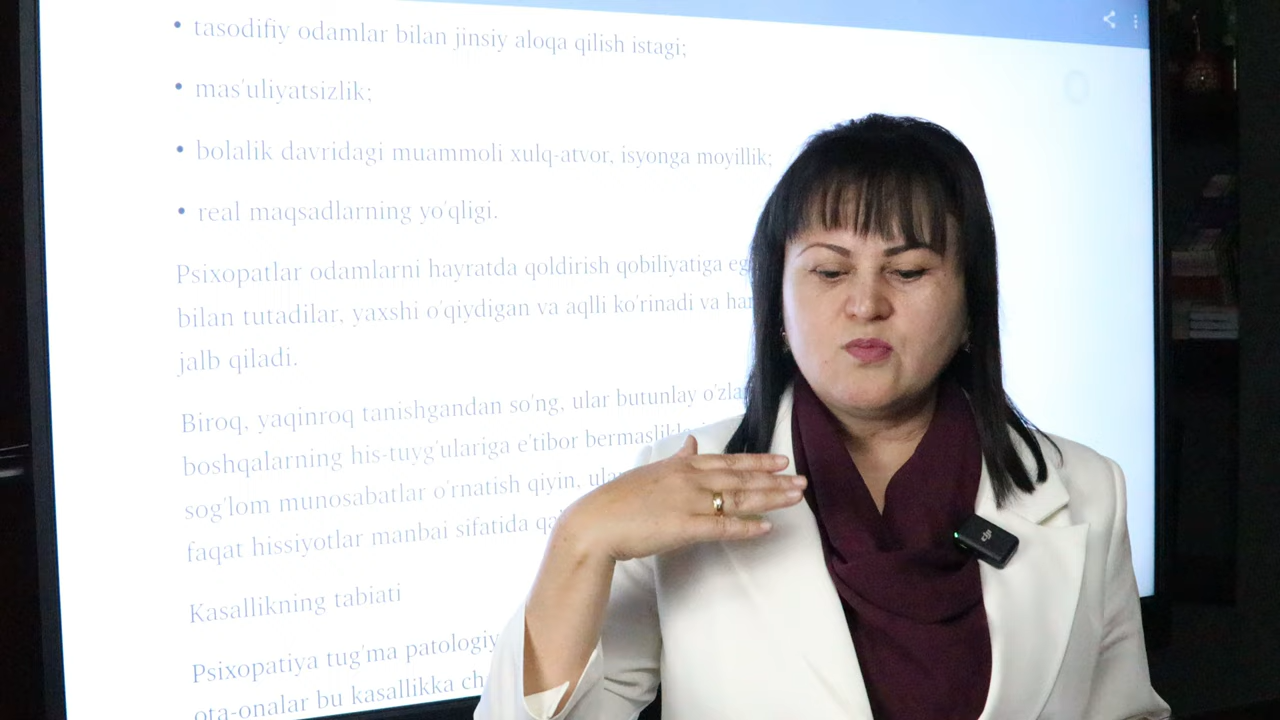 • tasodifiy odamlar bilan jinsiy aloqa qilish istagi;
• mas'uliyatsizlik;
• bolalik davridagi muammoli xulq-atvor, isyonga moyillik;
• real maqsadlarning yo'qligi.
Psixopatlar odamlarni hayratda qoldirish qobiliyatiga
bilan tutadilar, yaxshi o'qiydigan va aqlli ko'rinadi va
jalb qiladi.
Biroq, yaqinroq tanishgandan so'ng, ular butunlay
boshqalarning his-tuyg'ulariga e'tibor
sog'lom munosabatlar o'rnatish qiyin,
faqat hissiyotlar manbai sifatida
Kasallikning tabiati
Psixopatiya tug'ma
ota-onalar bu kasallikka
dji